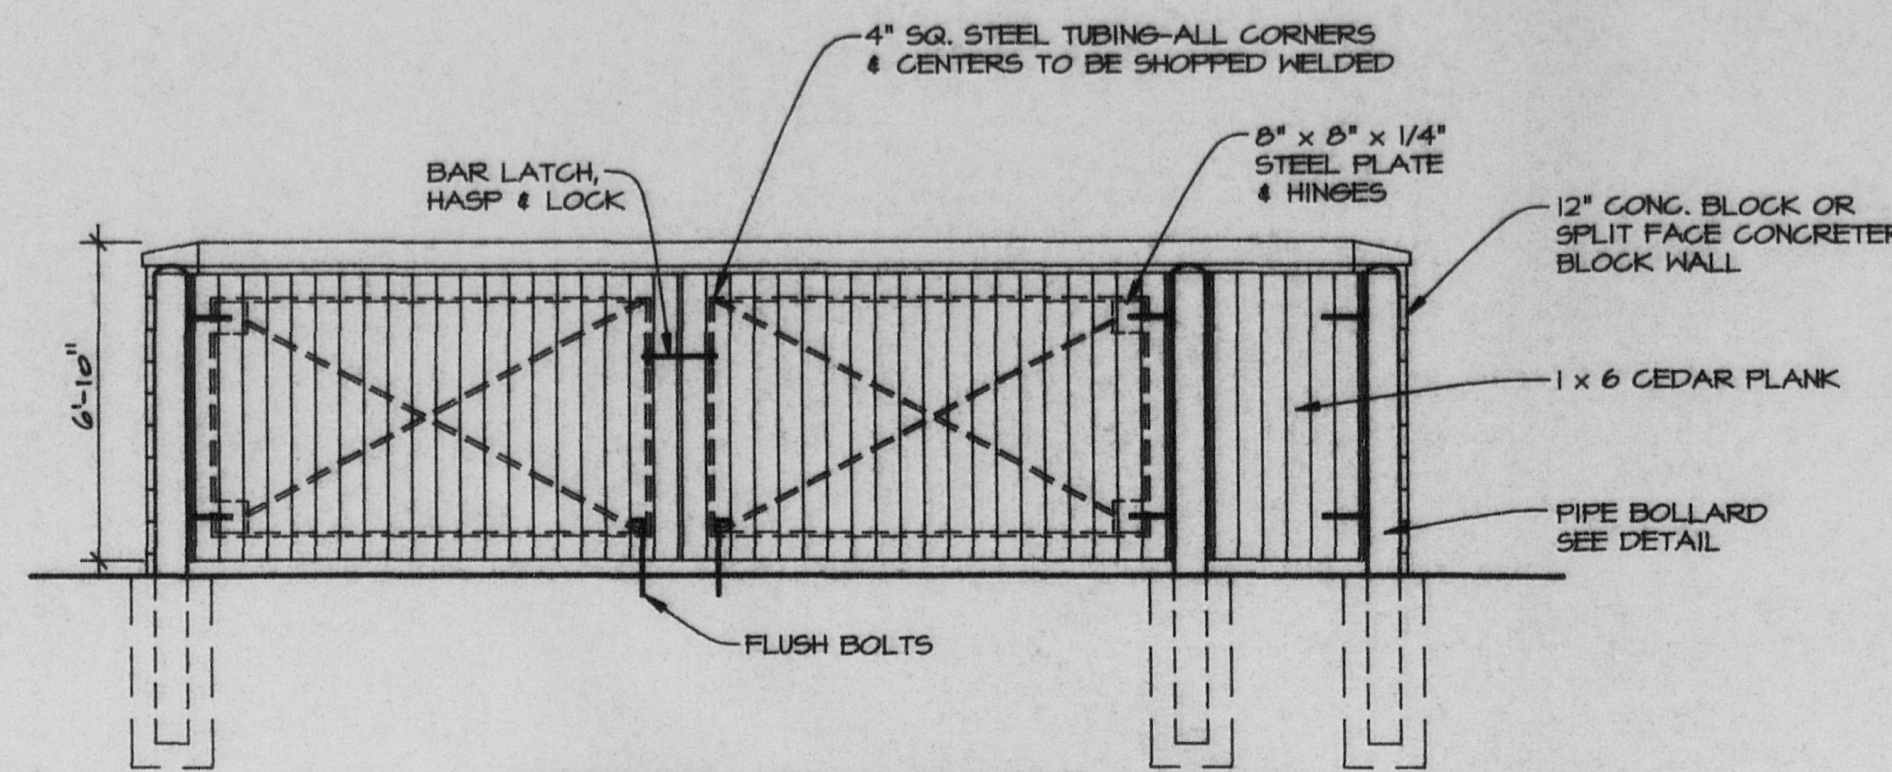 4" SQ. STEEL TUBING-ALL CORNERS
& CENTERS TO BE SHOPPED WELDED
8" x 8" x 1/4"
STEEL PLATE
& HINGES
BAR LATCH,
HASP & LOCK
12" CONC. BLOCK OR
SPLIT FACE CONCRETER
BLOCK WALL
6'-10"
1 x 6 CEDAR PLANK
PIPE BOLLARD
SEE DETAIL
FLUSH BOLTS